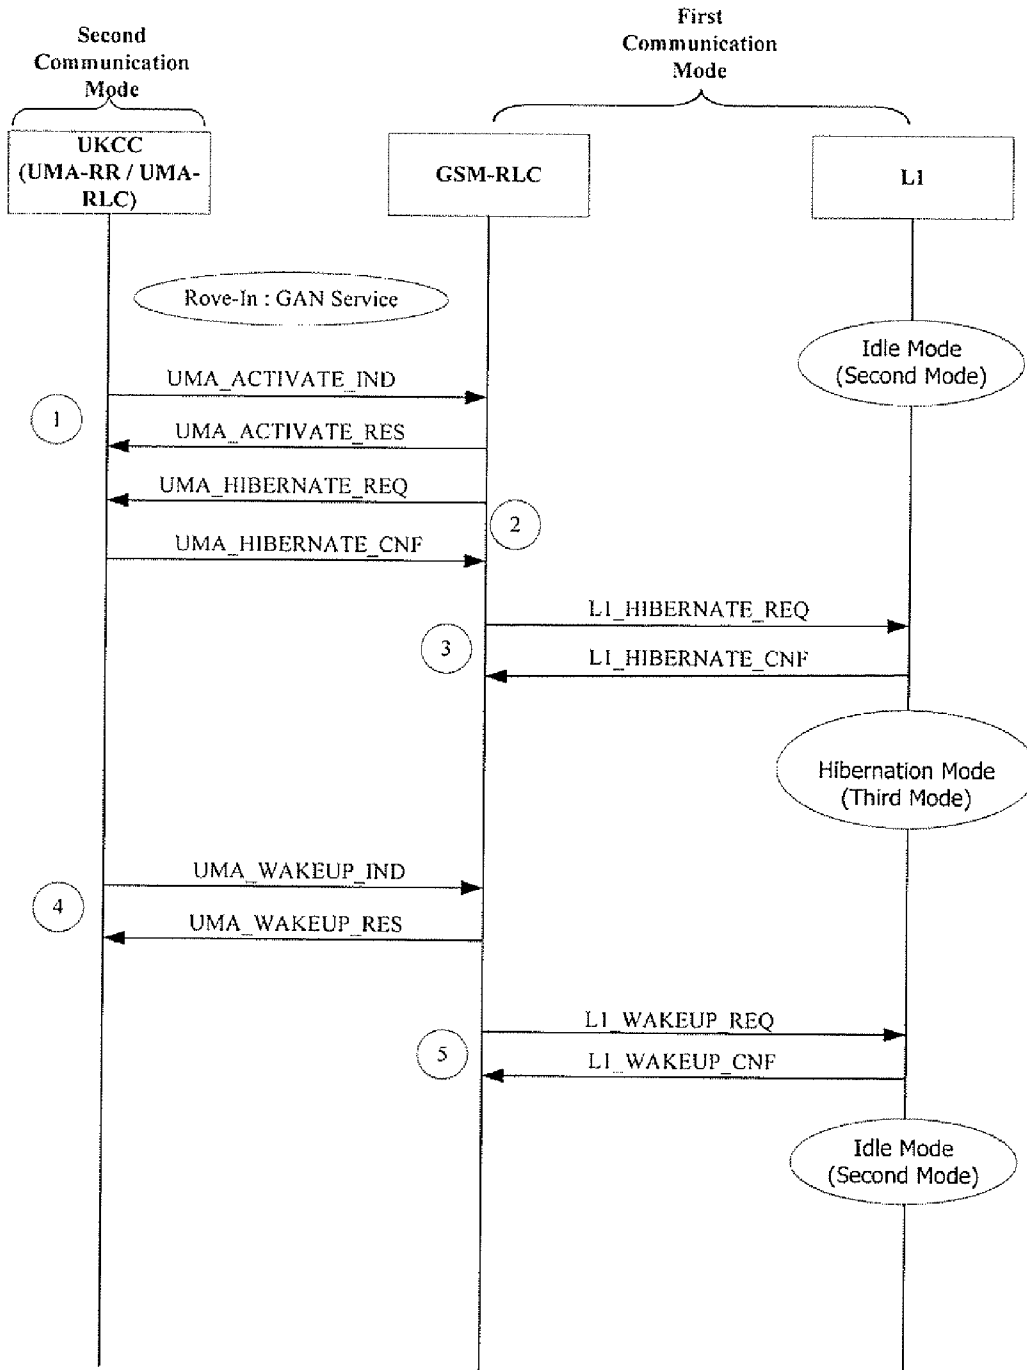 First
Communication
Mode
Second
Communication
Mode
UKCC
(UMA-RR / UMA-
RLC)
GSM-RLC
L1
Rove-In : GAN Service
Idle Mode
(Second Mode)
UMA_ACTIVATE_IND
1
UMA_ACTIVATE_RES
UMA_HIBERNATE_REQ
2
UMA_HIBERNATE_CNF
L1_HIBERNATE_REQ
3
L1_HIBERNATE_CNF
Hibernation Mode
(Third Mode)
UMA_WAKEUP_IND
4
UMA_WAKEUP_RES
L1_WAKEUP_REQ
5
L1_WAKEUP_CNF
Idle Mode
(Second Mode)